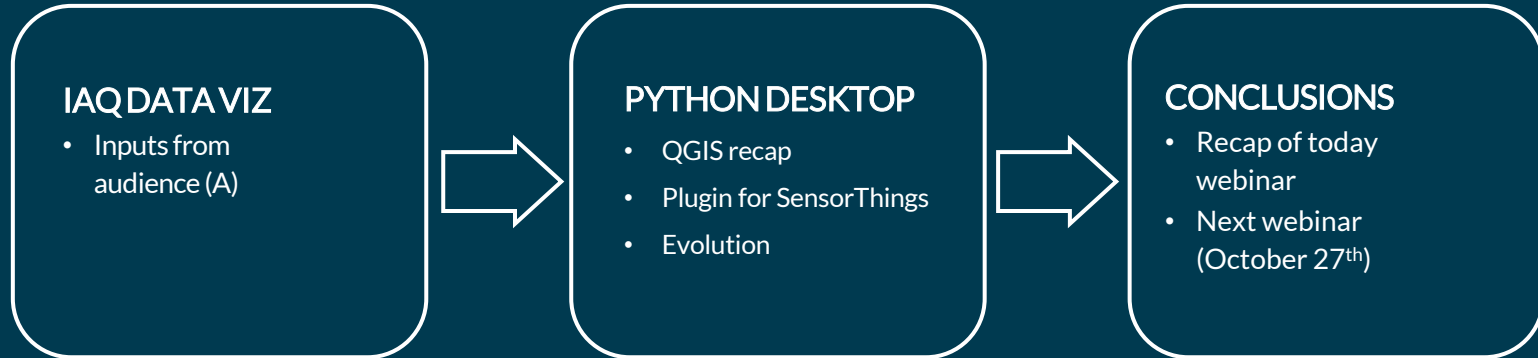 IAQ DATA VIZ
• Inputs from
audience (A)
PYTHON DESKTOP
• QGIS recap
• Plugin for SensorThings
• Evolution
CONCLUSIONS
• Recap of today
webinar
• Next webinar
(October 27th)